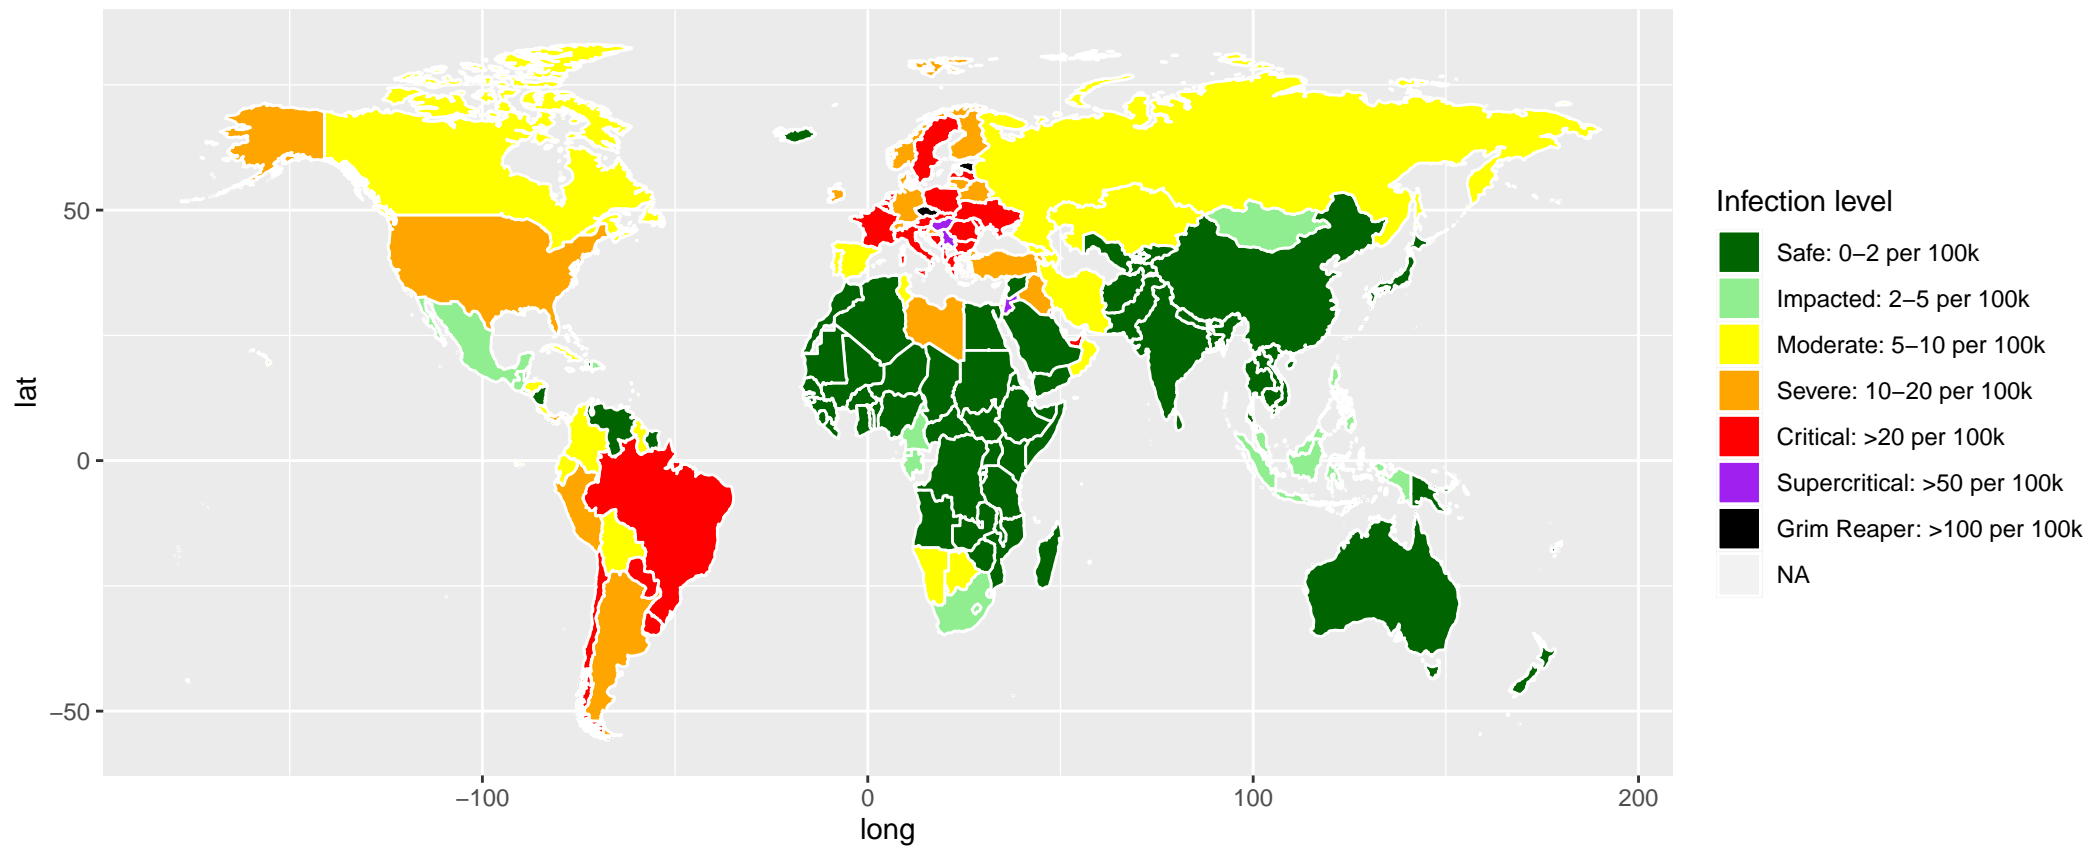 Infection level
Safe: 0–2 per 100k
Impacted: 2–5 per 100k
Moderate: 5–10 per 100k
Severe: 10–20 per 100k
Critical: >20 per 100k
Supercritical: >50 per 100k
Grim Reaper: >100 per 100k
NA
lat
50
0
−50
−100
0
100
200
long